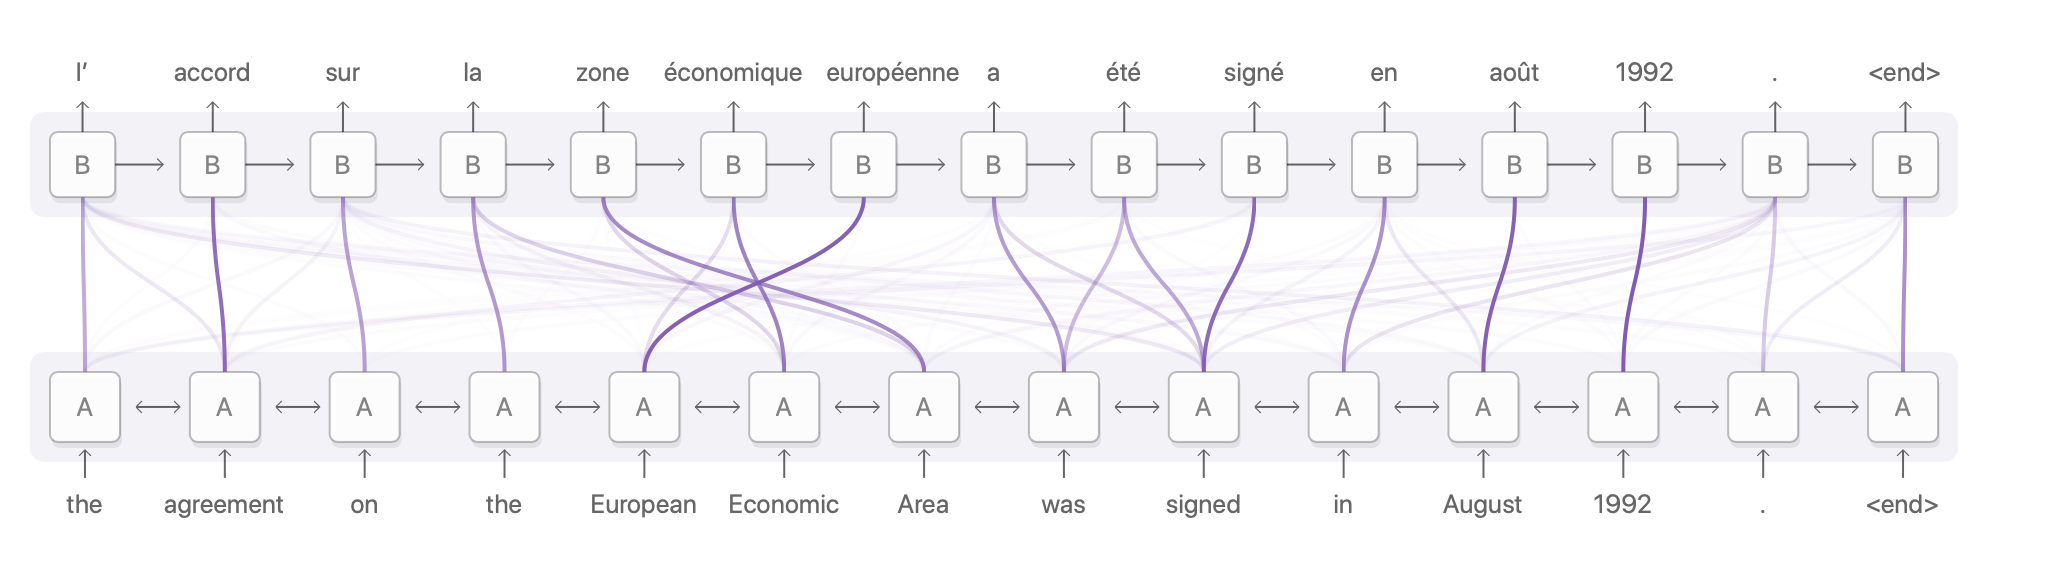 l’ accord sur la zone économique européenne a été signé en août 1992 . <end>
B B B B B B B B B B B B B B B
A A A A A A A A A A A A A A
the agreement on the European Economic Area was signed in August 1992 . <end>